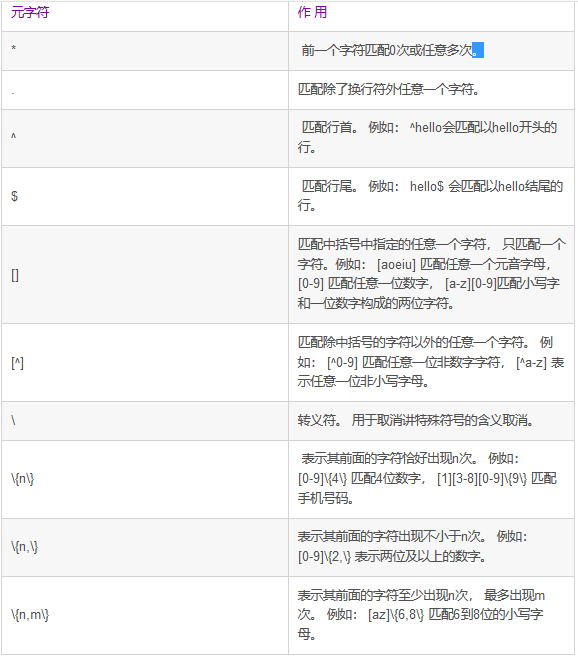 元字符 作 用
* 前一个字符匹配0次或任意多次。
. 匹配除了换行符外任意一个字符。
^ 匹配行首。 例如: ^hello会匹配以hello开头的
行。
$ 匹配行尾。 例如: hello$ 会匹配以hello结尾的
行。
[] 匹配中括号中指定的任意一个字符, 只匹配一个
字符。例如: [aoeiu] 匹配任意一个元音字母,
[0-9] 匹配任意一位数字, [a-z][0-9]匹配小写字
和一位数字构成的两位字符。
[^] 匹配除中括号的字符以外的任意一个字符。 例
如: [^0-9] 匹配任意一位非数字字符, [^a-z] 表
示任意一位非小写字母。
\ 转义符。 用于取消讲特殊符号的含义取消。
\{n\} 表示其前面的字符恰好出现n次。 例如:
[0-9]\{4\} 匹配4位数字, [1][3-8][0-9]\{9\} 匹配
手机号码。
\{n,\} 表示其前面的字符出现不小于n次。 例如:
[0-9]\{2,\} 表示两位及以上的数字。
\{n,m\} 表示其前面的字符至少出现n次, 最多出现m
次。 例如: [az]\{6,8\} 匹配6到8位的小写字
母。